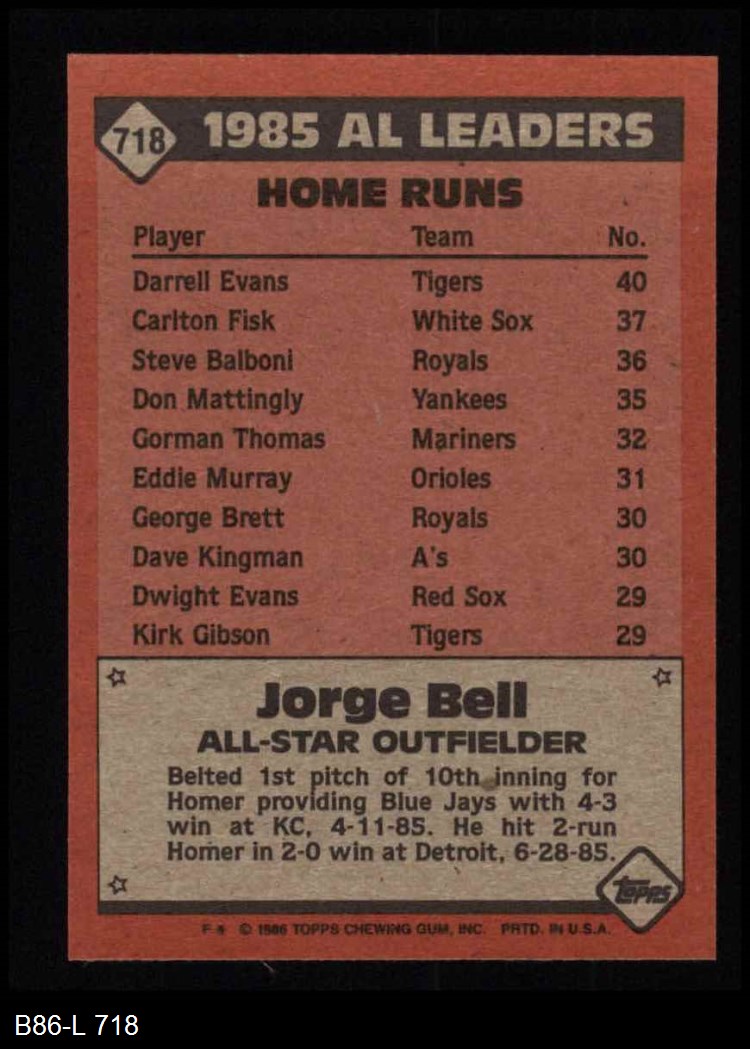 718 1985 AL LEADERS
HOME RUNS
Player Team No.
Darrell Evans Tigers 40
Carlton Fisk White Sox 37
Steve Balboni Royals 36
Don Mattingly Yankees 35
Gorman Thomas Mariners 32
Eddie Murray Orioles 31
George Brett Royals 30
Dave Kingman A's 30
Dwight Evans Red Sox 29
Kirk Gibson Tigers 29
Jorge Bell
ALL-STAR OUTFIELDER
Belted 1st pitch of 10th inning for
Homer providing Blue Jays with 4-3
win at KC, 4-11-85. He hit 2-run
Homer in 2-0 win at Detroit, 6-28-85.
TOPPS
© 1986 TOPPS CHEWING GUM, INC. PRTD. IN U.S.A.
B86-L 718